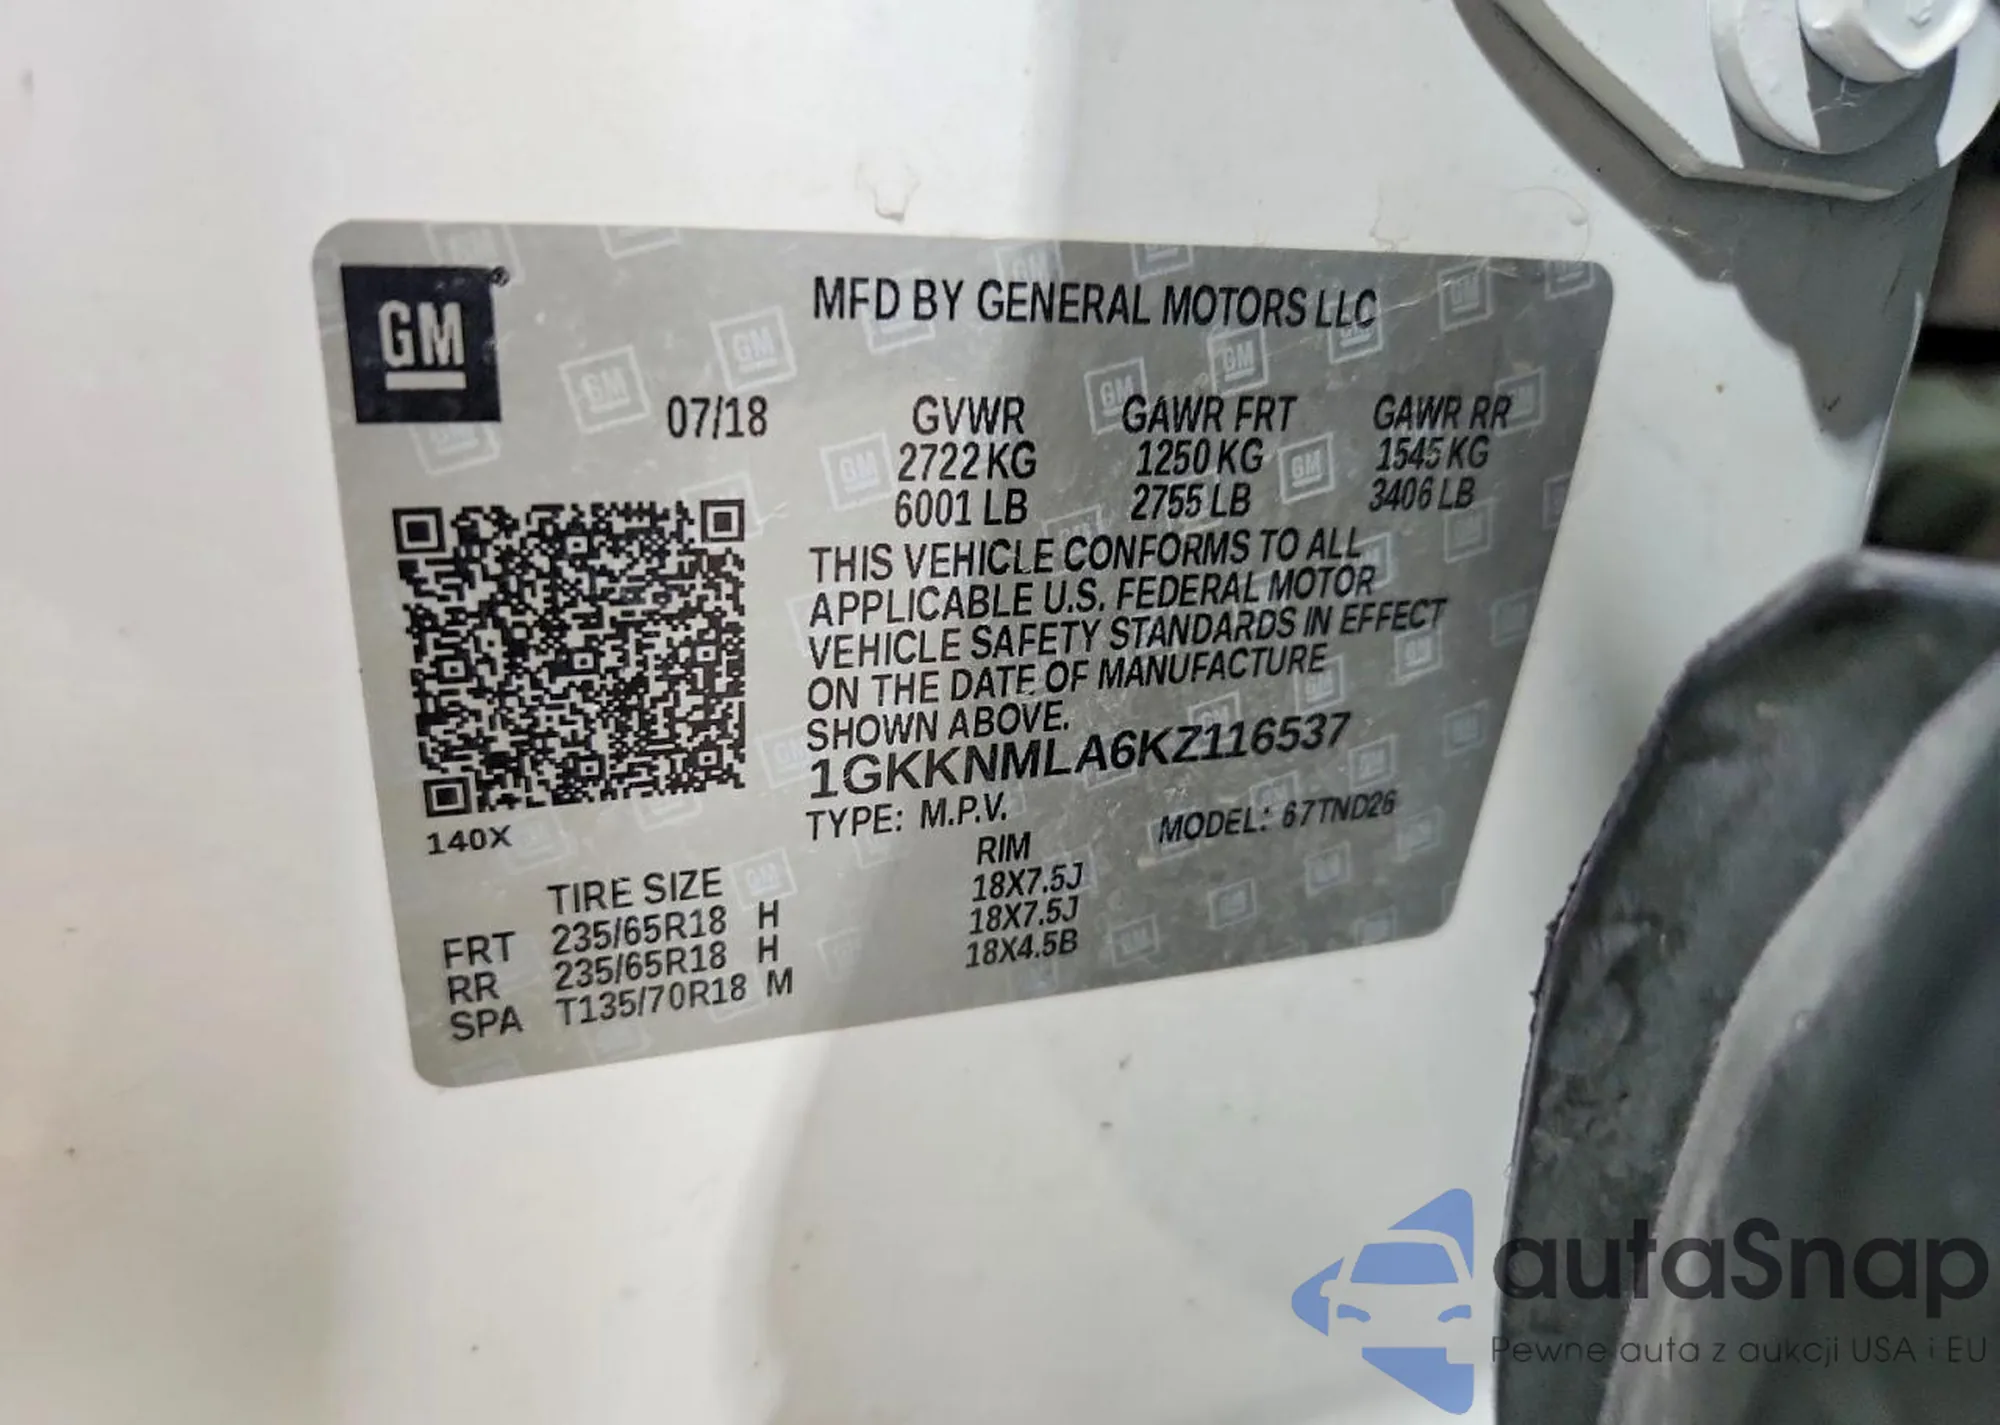 GM®
MFD BY GENERAL MOTORS LLC
07/18 GVWR GAWR FRT GAWR RR
2722 KG 1250 KG 1545 KG
6001 LB 2755 LB 3406 LB
THIS VEHICLE CONFORMS TO ALL
APPLICABLE U.S. FEDERAL MOTOR
VEHICLE SAFETY STANDARDS IN EFFECT
ON THE DATE OF MANUFACTURE
SHOWN ABOVE.
1GKKNMLA6KZ116537
TYPE: M.P.V. MODEL: 67TND26
140X
TIRE SIZE RIM
FRT 235/65R18 H 18X7.5J
RR 235/65R18 H 18X7.5J
SPA T135/70R18 M 18X4.5B
autaSnap
Pewne auta z aukcji USA i EU